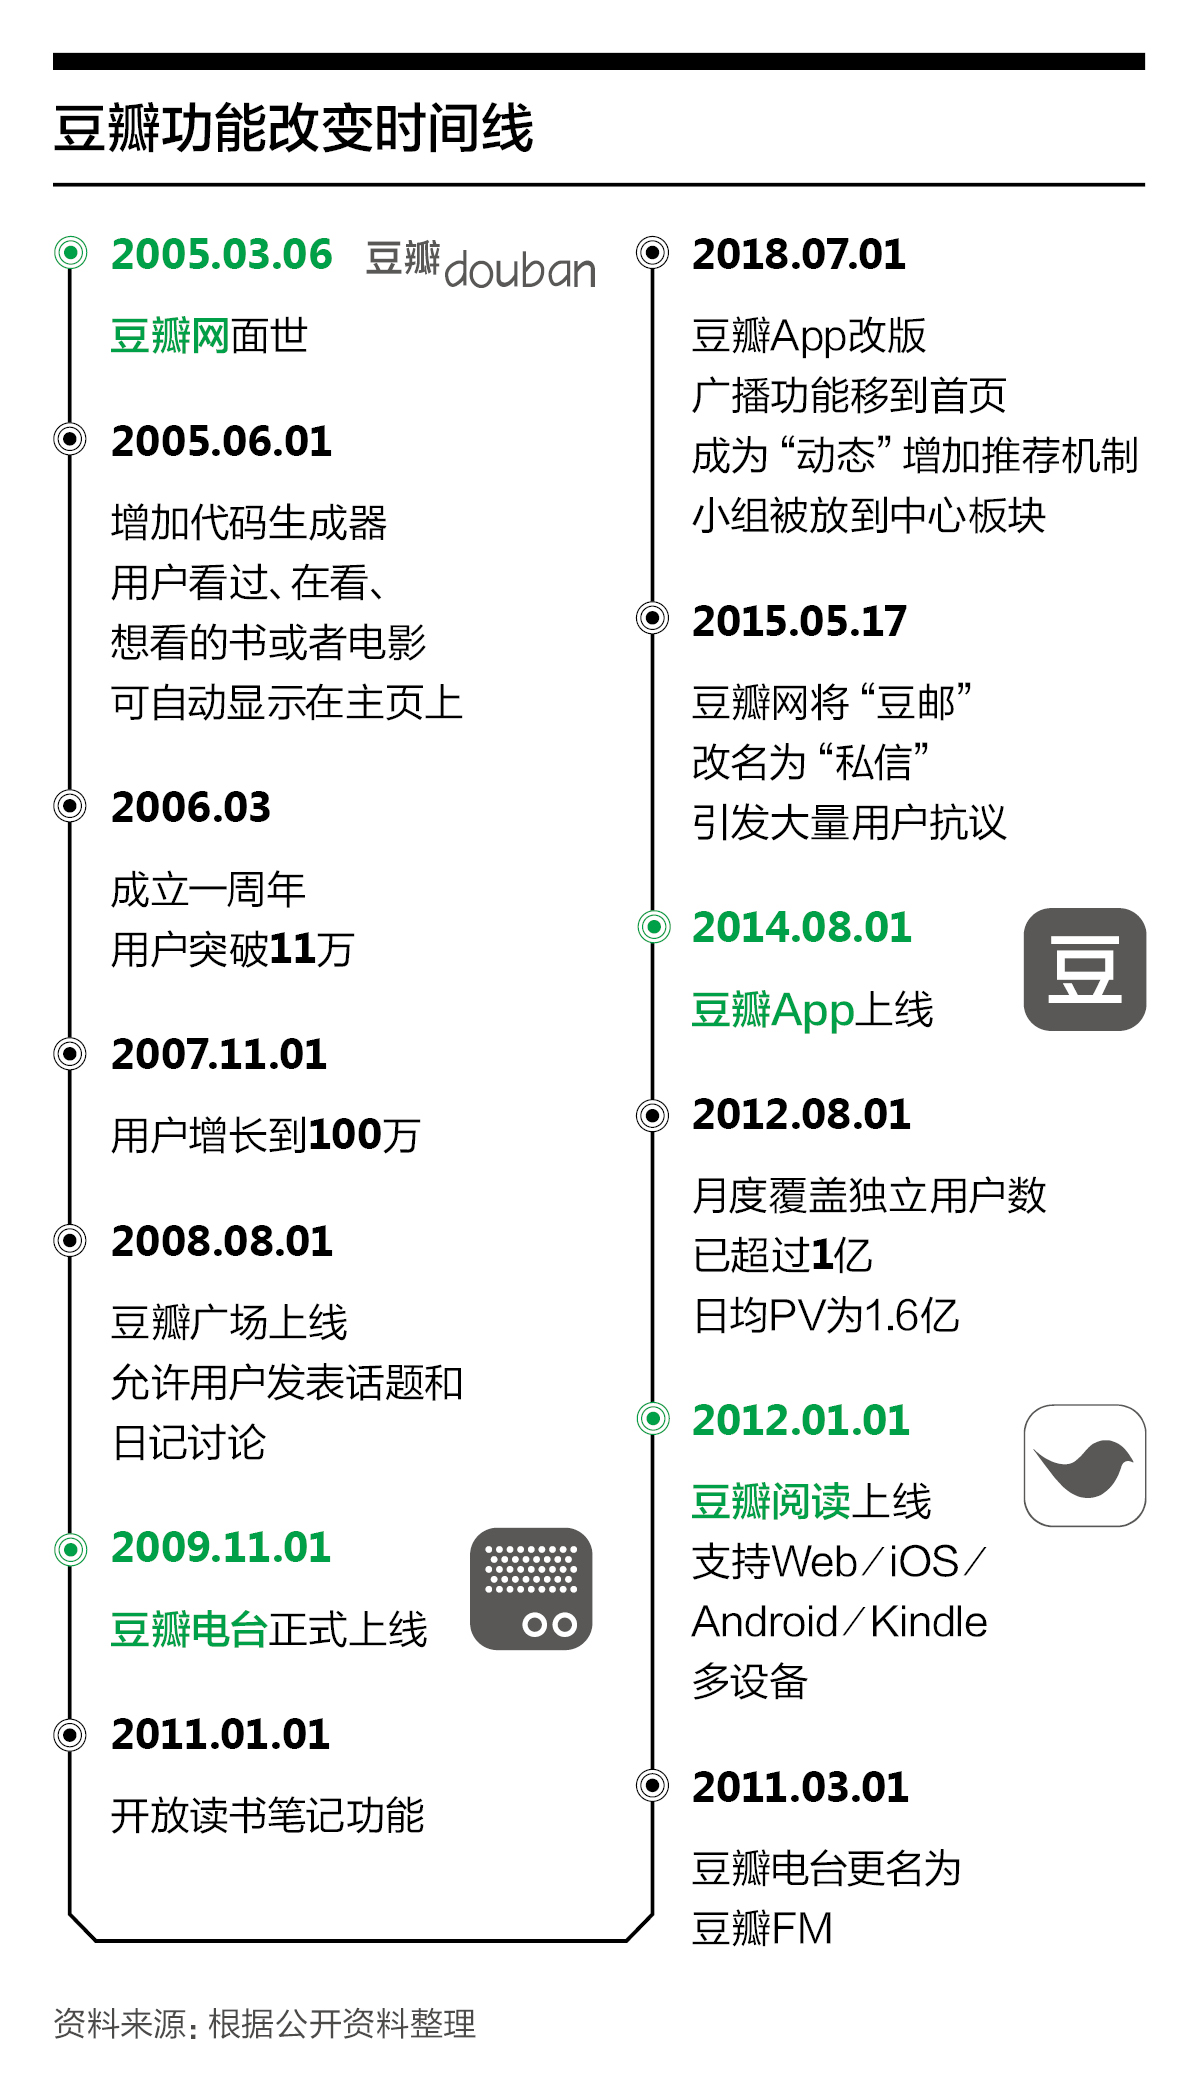 豆瓣功能改变时间线
2005.03.06
豆瓣douban
豆瓣网面世
2005.06.01
增加代码生成器
用户看过、在看、
想看的书或者电影
可自动显示在主页上
2006.03
成立一周年
用户突破11万
2007.11.01
用户增长到100万
2008.08.01
豆瓣广场上线
允许用户发表话题和
日记讨论
2009.11.01
豆瓣电台正式上线
2011.01.01
开放读书笔记功能
2018.07.01
豆瓣App改版
广播功能移到首页
成为“动态”增加推荐机制
小组被放到中心板块
2015.05.17
豆瓣网将“豆邮”
改名为“私信”
引发大量用户抗议
2014.08.01
豆
豆瓣App上线
2012.08.01
月度覆盖独立用户数
已超过1亿
日均PV为1.6亿
2012.01.01
豆瓣阅读上线
支持Web/iOS/
Android/Kindle
多设备
2011.03.01
豆瓣电台更名为
豆瓣FM
资料来源：根据公开资料整理